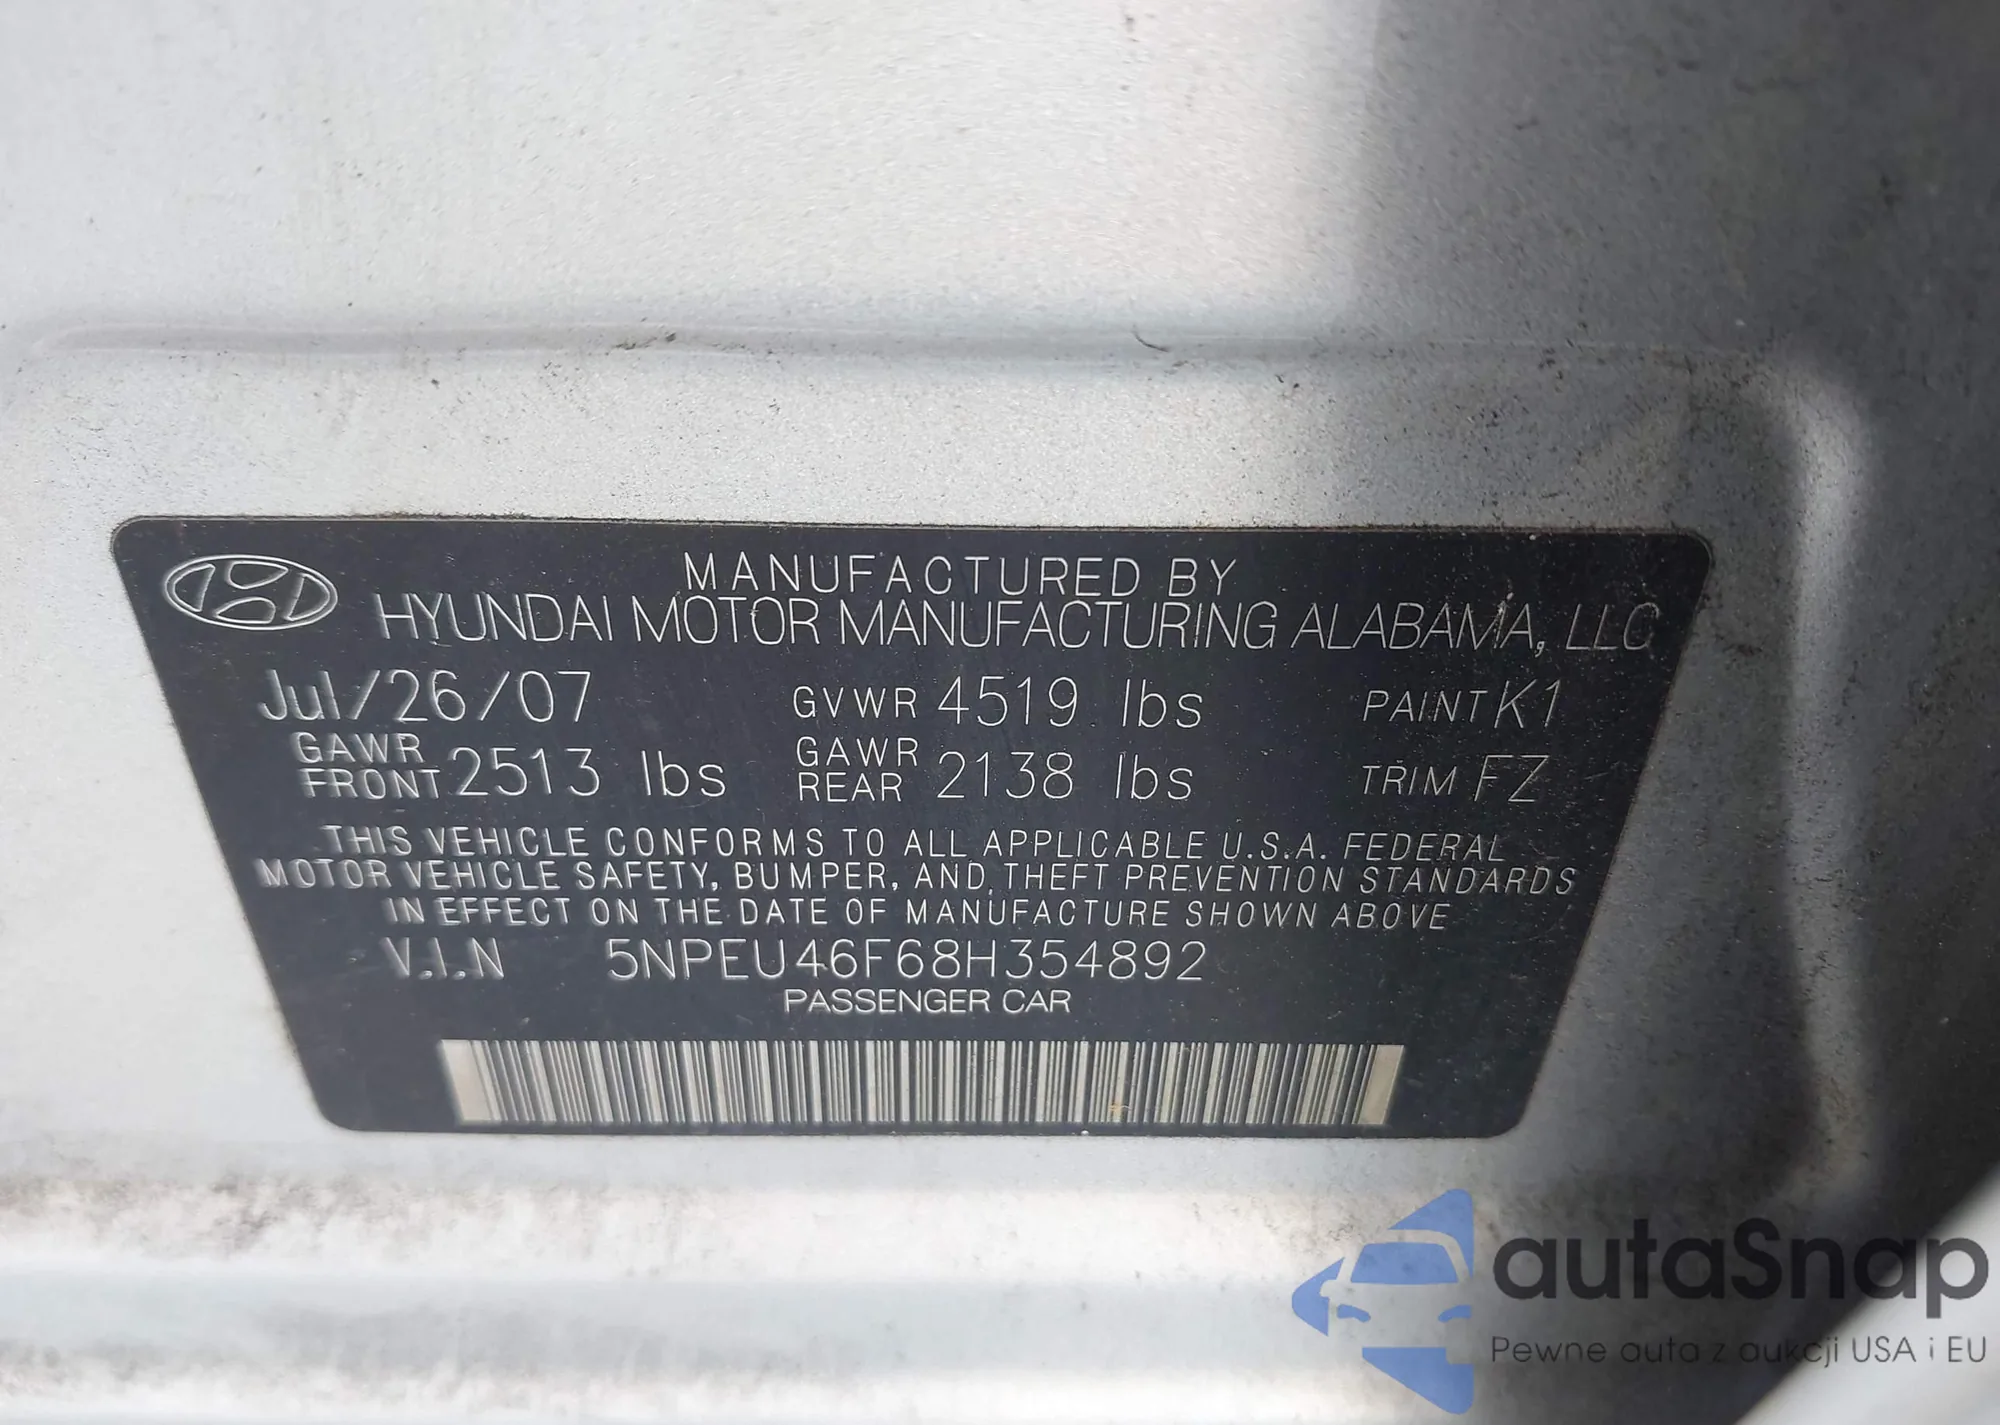 MANUFACTURED BY
HYUNDAI MOTOR MANUFACTURING ALABAMA, LLC
Jul/26/07 GVWR 4519 lbs PAINT K1
GAWR FRONT 2513 lbs GAWR REAR 2138 lbs TRIM FZ
THIS VEHICLE CONFORMS TO ALL APPLICABLE U.S.A. FEDERAL
MOTOR VEHICLE SAFETY, BUMPER, AND THEFT PREVENTION STANDARDS
IN EFFECT ON THE DATE OF MANUFACTURE SHOWN ABOVE
V.I.N 5NPEU46F68H354892
PASSENGER CAR
autaSnap
Pewne auta z aukcji USA i EU